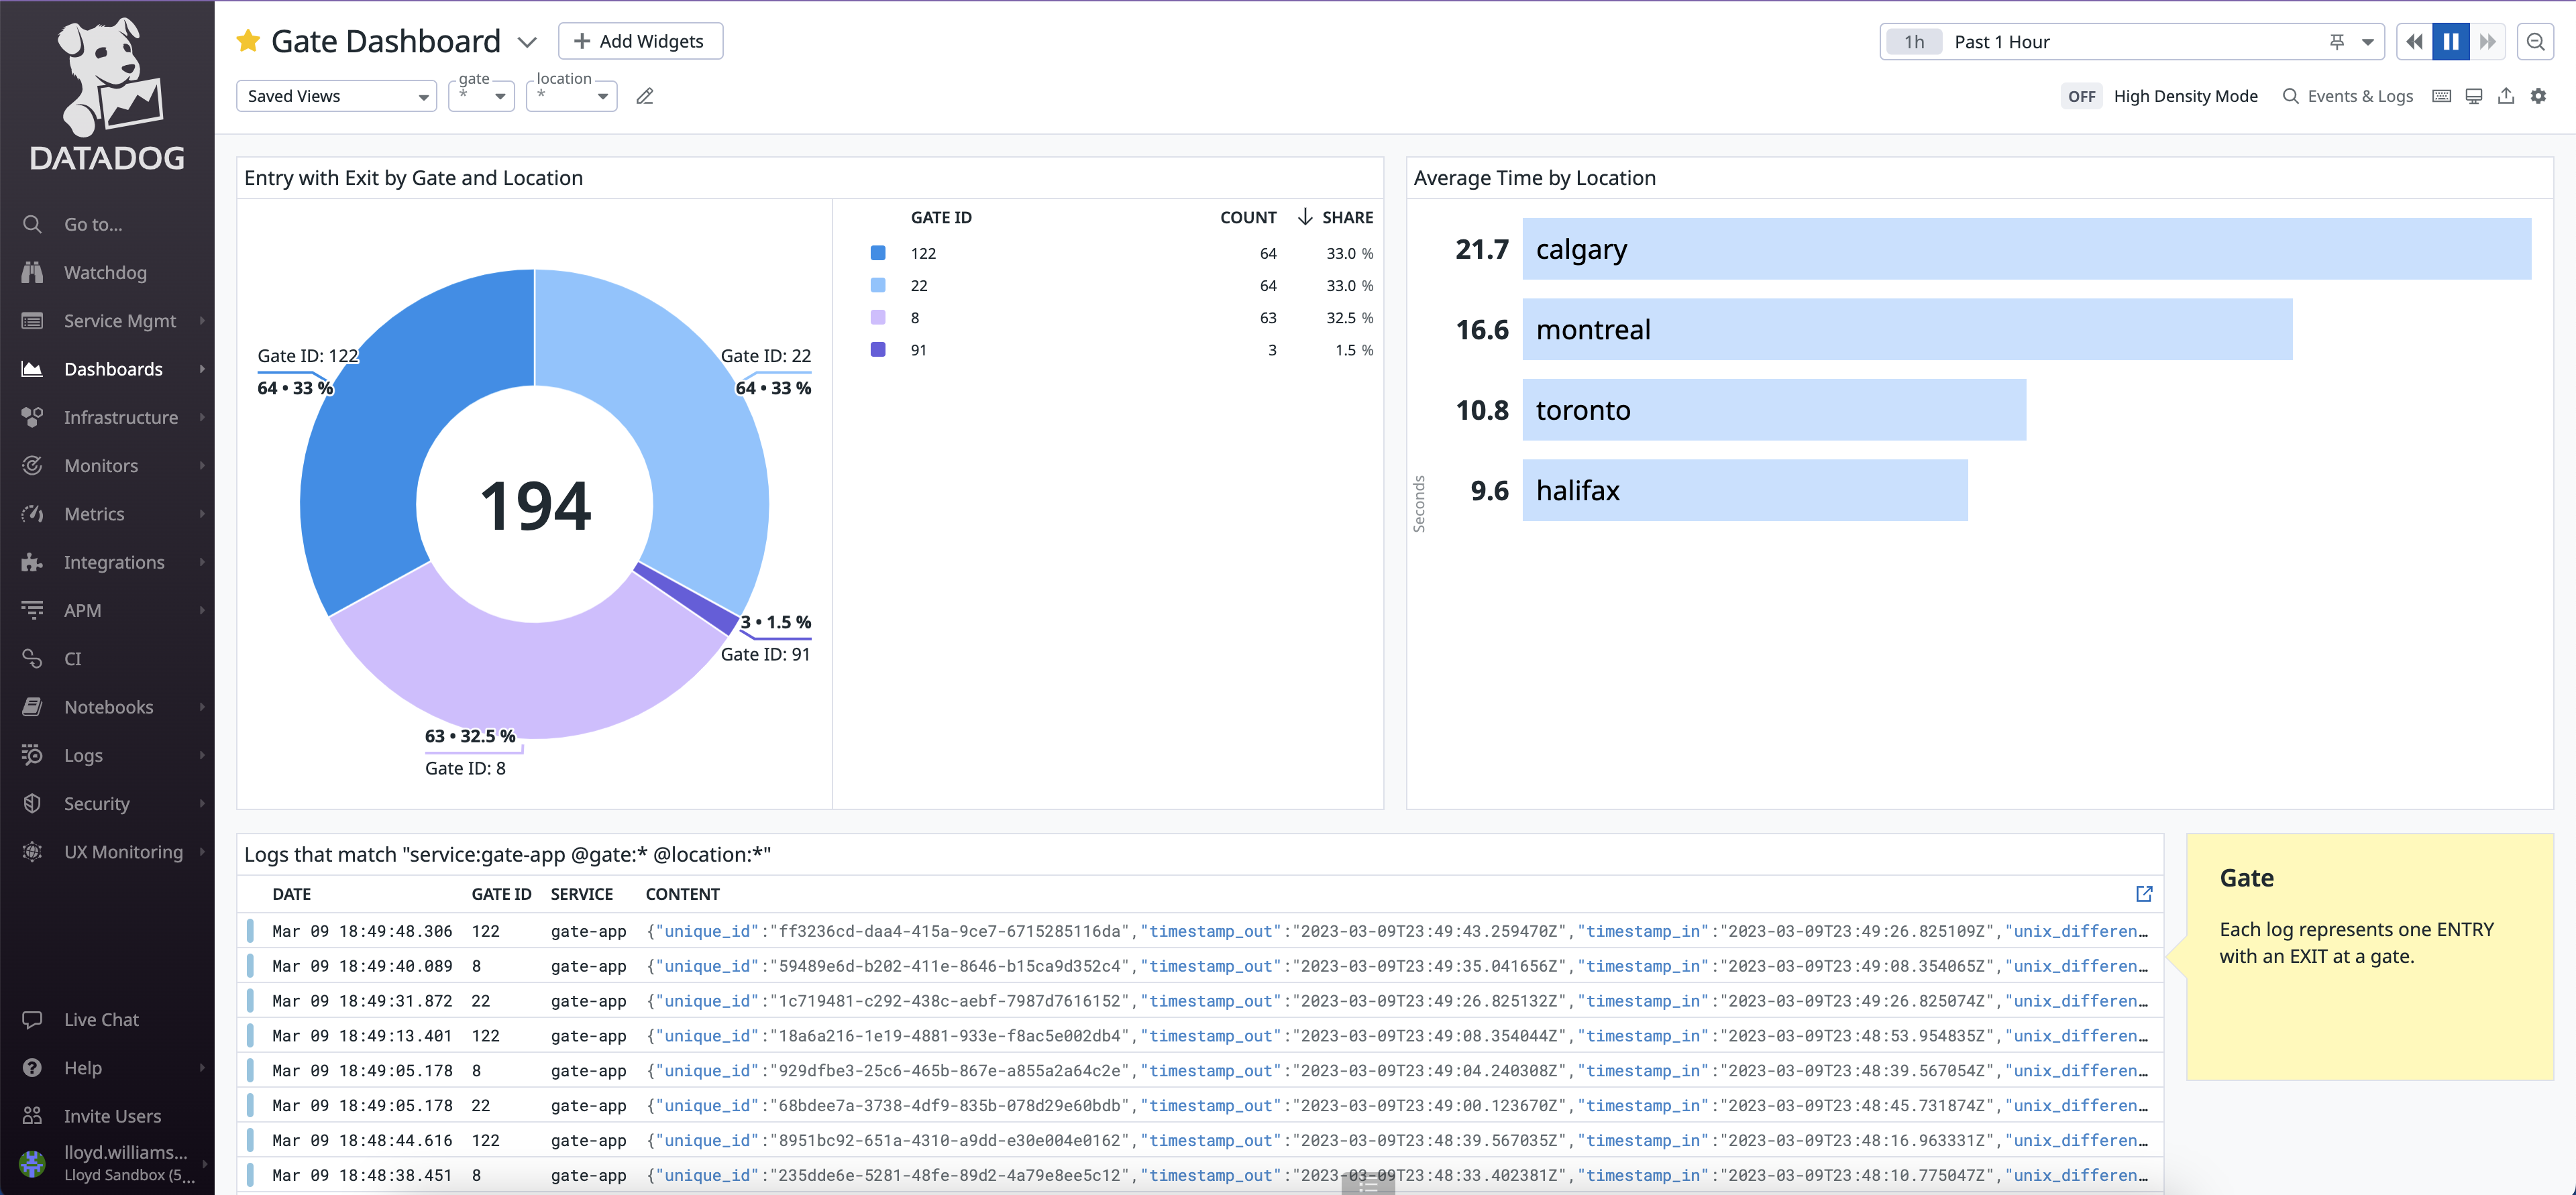 DATADOG
Go to...
Watchdog
Service Mgmt
Dashboards
Infrastructure
Monitors
Metrics
Integrations
APM
CI
Notebooks
Logs
Security
UX Monitoring
Live Chat
Help
Invite Users
lloyd.williams...
Lloyd Sandbox (5...
Gate Dashboard
+ Add Widgets
1h Past 1 Hour
Saved Views
gate
*
location
*
OFF High Density Mode
Events & Logs
Entry with Exit by Gate and Location
Gate ID: 122
64 • 33 %
Gate ID: 22
64 • 33 %
194
3 • 1.5 %
Gate ID: 91
63 • 32.5 %
Gate ID: 8
GATE ID COUNT ↓ SHARE
122 64 33.0 %
22 64 33.0 %
8 63 32.5 %
91 3 1.5 %
Average Time by Location
Seconds
21.7 calgary
16.6 montreal
10.8 toronto
9.6 halifax
Logs that match "service:gate-app @gate:* @location:*"
DATE GATE ID SERVICE CONTENT
Mar 09 18:49:48.306 122 gate-app {"unique_id":"ff3236cd-daa4-415a-9ce7-6715285116da","timestamp_out":"2023-03-09T23:49:43.259470Z","timestamp_in":"2023-03-09T23:49:26.825109Z","unix_differen…
Mar 09 18:49:40.089 8 gate-app {"unique_id":"59489e6d-b202-411e-8646-b15ca9d352c4","timestamp_out":"2023-03-09T23:49:35.041656Z","timestamp_in":"2023-03-09T23:49:08.354065Z","unix_differen…
Mar 09 18:49:31.872 22 gate-app {"unique_id":"1c719481-c292-438c-aebf-7987d7616152","timestamp_out":"2023-03-09T23:49:26.825132Z","timestamp_in":"2023-03-09T23:49:26.825074Z","unix_differen…
Mar 09 18:49:13.401 122 gate-app {"unique_id":"18a6a216-1e19-4881-933e-f8ac5e002db4","timestamp_out":"2023-03-09T23:49:08.354044Z","timestamp_in":"2023-03-09T23:48:53.954835Z","unix_differen…
Mar 09 18:49:05.178 8 gate-app {"unique_id":"929dfbe3-25c6-465b-867e-a855a2a64c2e","timestamp_out":"2023-03-09T23:49:04.240308Z","timestamp_in":"2023-03-09T23:48:39.567054Z","unix_differen…
Mar 09 18:49:05.178 22 gate-app {"unique_id":"68bdee7a-3738-4df9-835b-078d29e60bdb","timestamp_out":"2023-03-09T23:49:00.123670Z","timestamp_in":"2023-03-09T23:48:45.731874Z","unix_differen…
Mar 09 18:48:44.616 122 gate-app {"unique_id":"8951bc92-651a-4310-a9dd-e30e004e0162","timestamp_out":"2023-03-09T23:48:39.567035Z","timestamp_in":"2023-03-09T23:48:16.963331Z","unix_differen…
Mar 09 18:48:38.451 8 gate-app {"unique_id":"235dde6e-5281-48fe-89d2-4a79e8ee5c12","timestamp_out":"2023-03-09T23:48:33.402381Z","timestamp_in":"2023-03-09T23:48:10.775047Z","unix_differen…
Gate
Each log represents one ENTRY
with an EXIT at a gate.